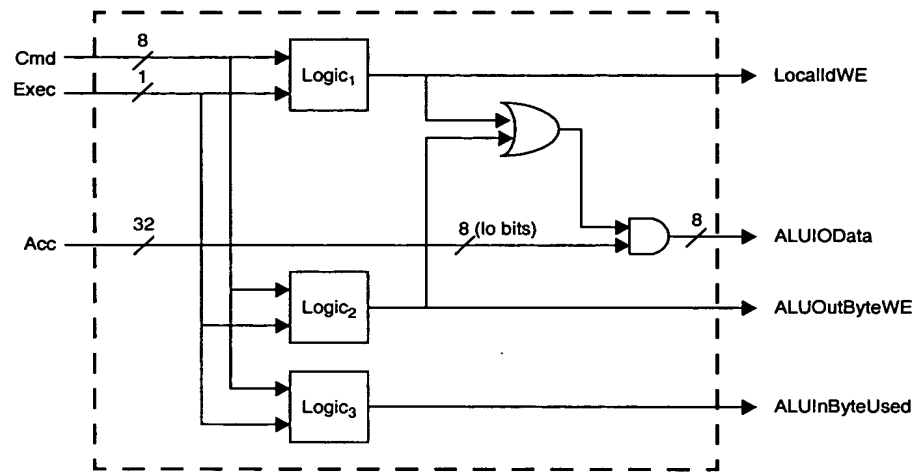 Cmd
8
Exec
1
Logic₁
LocalIdWE
Acc
32
8 (lo bits)
8
ALUIOData
Logic₂
ALUOutByteWE
Logic₃
ALUInByteUsed